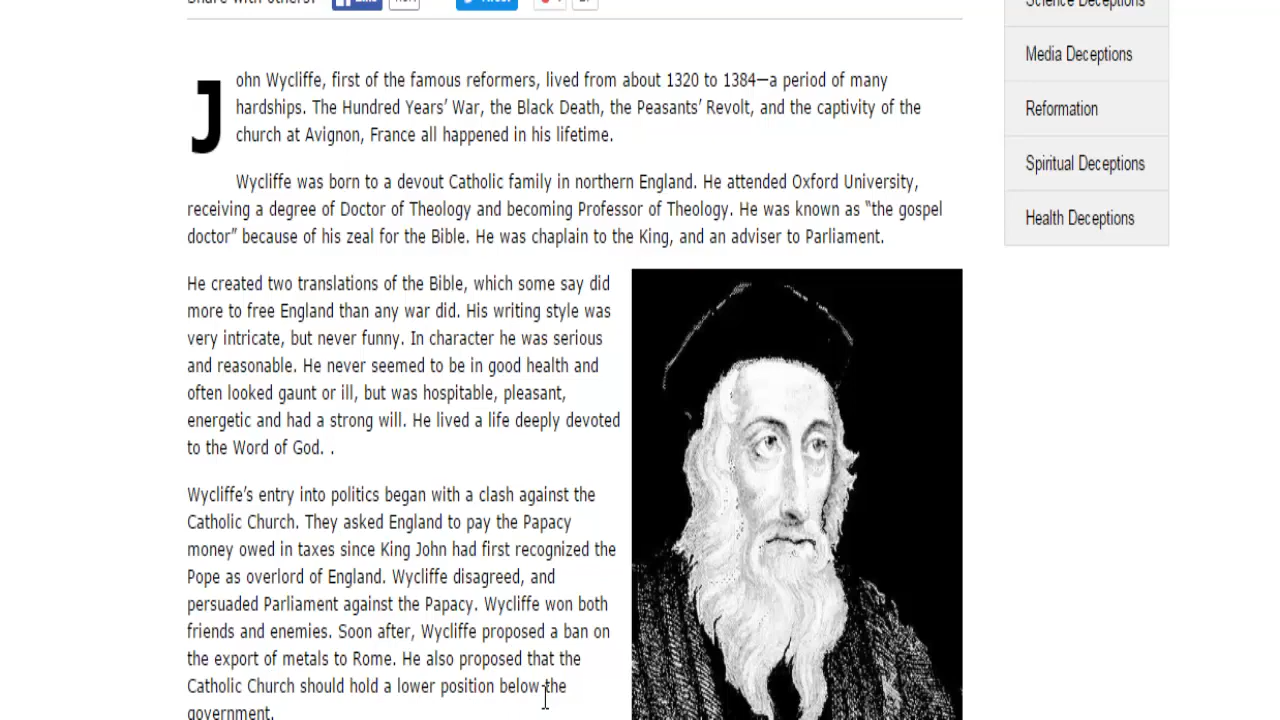 Share with others:
Like
Tweet
Science Deceptions
Media Deceptions
Reformation
Spiritual Deceptions
Health Deceptions
John Wycliffe, first of the famous reformers, lived from about 1320 to 1384—a period of many
hardships. The Hundred Years’ War, the Black Death, the Peasants’ Revolt, and the captivity of the
church at Avignon, France all happened in his lifetime.
Wycliffe was born to a devout Catholic family in northern England. He attended Oxford University,
receiving a degree of Doctor of Theology and becoming Professor of Theology. He was known as “the gospel
doctor” because of his zeal for the Bible. He was chaplain to the King, and an adviser to Parliament.
He created two translations of the Bible, which some say did
more to free England than any war did. His writing style was
very intricate, but never funny. In character he was serious
and reasonable. He never seemed to be in good health and
often looked gaunt or ill, but was hospitable, pleasant,
energetic and had a strong will. He lived a life deeply devoted
to the Word of God. .
Wycliffe’s entry into politics began with a clash against the
Catholic Church. They asked England to pay the Papacy
money owed in taxes since King John had first recognized the
Pope as overlord of England. Wycliffe disagreed, and
persuaded Parliament against the Papacy. Wycliffe won both
friends and enemies. Soon after, Wycliffe proposed a ban on
the export of metals to Rome. He also proposed that the
Catholic Church should hold a lower position below the
government.